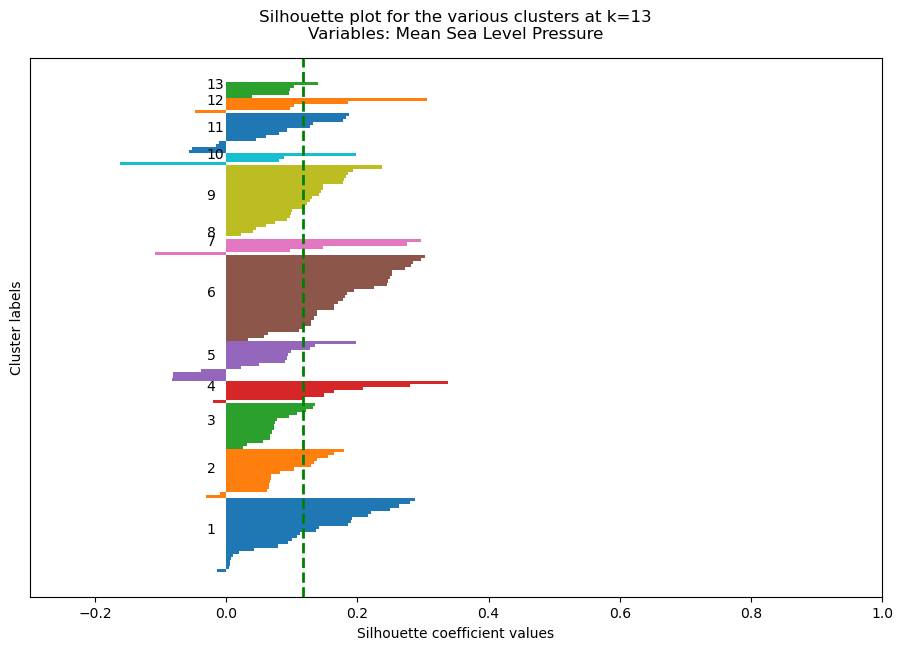 Silhouette plot for the various clusters at k=13
Variables: Mean Sea Level Pressure
13
12
11
10
9
8
7
6
5
4
3
2
1
Cluster labels
−0.2 0.0 0.2 0.4 0.6 0.8 1.0
Silhouette coefficient values